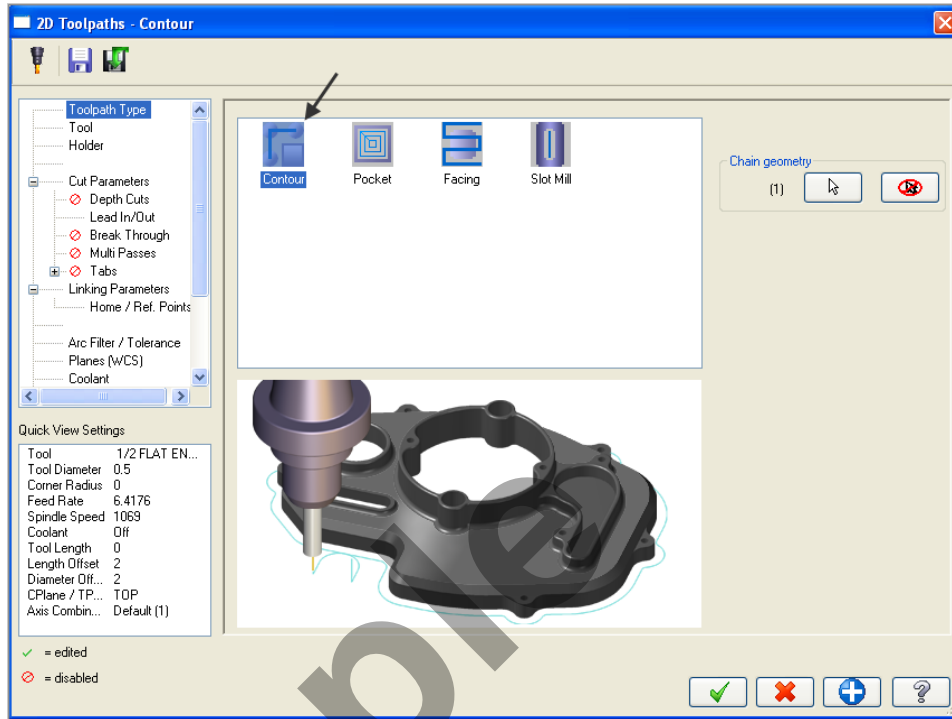 2D Toolpaths - Contour
Toolpath Type
Tool
Holder
Cut Parameters
Depth Cuts
Lead In/Out
Break Through
Multi Passes
Tabs
Linking Parameters
Home / Ref. Points
Arc Filter / Tolerance
Planes (WCS)
Coolant
Contour Pocket Facing Slot Mill
Chain geometry
(1)
Quick View Settings
Tool 1/2 FLAT EN...
Tool Diameter 0.5
Corner Radius 0
Feed Rate 6.4176
Spindle Speed 1069
Coolant Off
Tool Length 0
Length Offset 2
Diameter Off... 2
CPlane / TP... TOP
Axis Combin... Default (1)
= edited
= disabled
ple